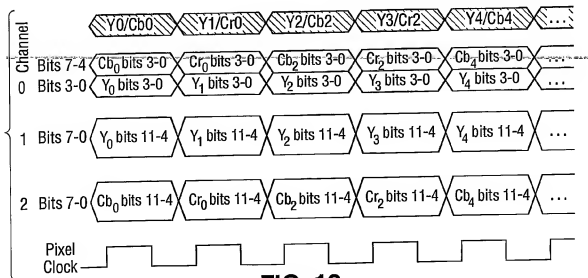 Y0/Cb0 Y1/Cr0 Y2/Cb2 Y3/Cr2 Y4/Cb4 ...
Channel
Bits 7-4 Cb0 bits 3-0 Cr0 bits 3-0 Cb2 bits 3-0 Cr2 bits 3-0 Cb4 bits 3-0 ...
0 Bits 3-0 Y0 bits 3-0 Y1 bits 3-0 Y2 bits 3-0 Y3 bits 3-0 Y4 bits 3-0 ...
1 Bits 7-0 Y0 bits 11-4 Y1 bits 11-4 Y2 bits 11-4 Y3 bits 11-4 Y4 bits 11-4 ...
2 Bits 7-0 Cb0 bits 11-4 Cr0 bits 11-4 Cb2 bits 11-4 Cr2 bits 11-4 Cb4 bits 11-4 ...
Pixel
Clock